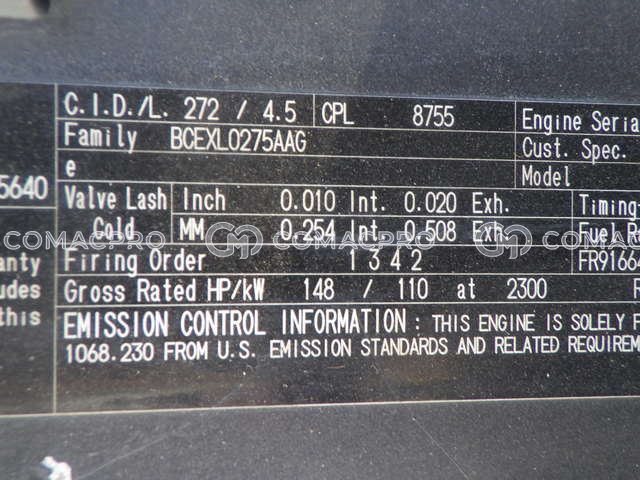 C.I.D./L. 272 / 4.5 CPL 8755 Engine Seria
Family BCEXL0275AAG Cust. Spec.
e Model
5640 Valve Lash Inch 0.010 Int. 0.020 Exh. Timing-
Cold MM 0.254 Int. 0.508 Exh. Fuel Ra
COMACPRO COMACPRO COMACPRO
anty Firing Order 1 3 4 2 FR9166
udes Gross Rated HP/kW 148 / 110 at 2300 R
this EMISSION CONTROL INFORMATION : THIS ENGINE IS SOLELY F
1068.230 FROM U.S. EMISSION STANDARDS AND RELATED REQUIREM